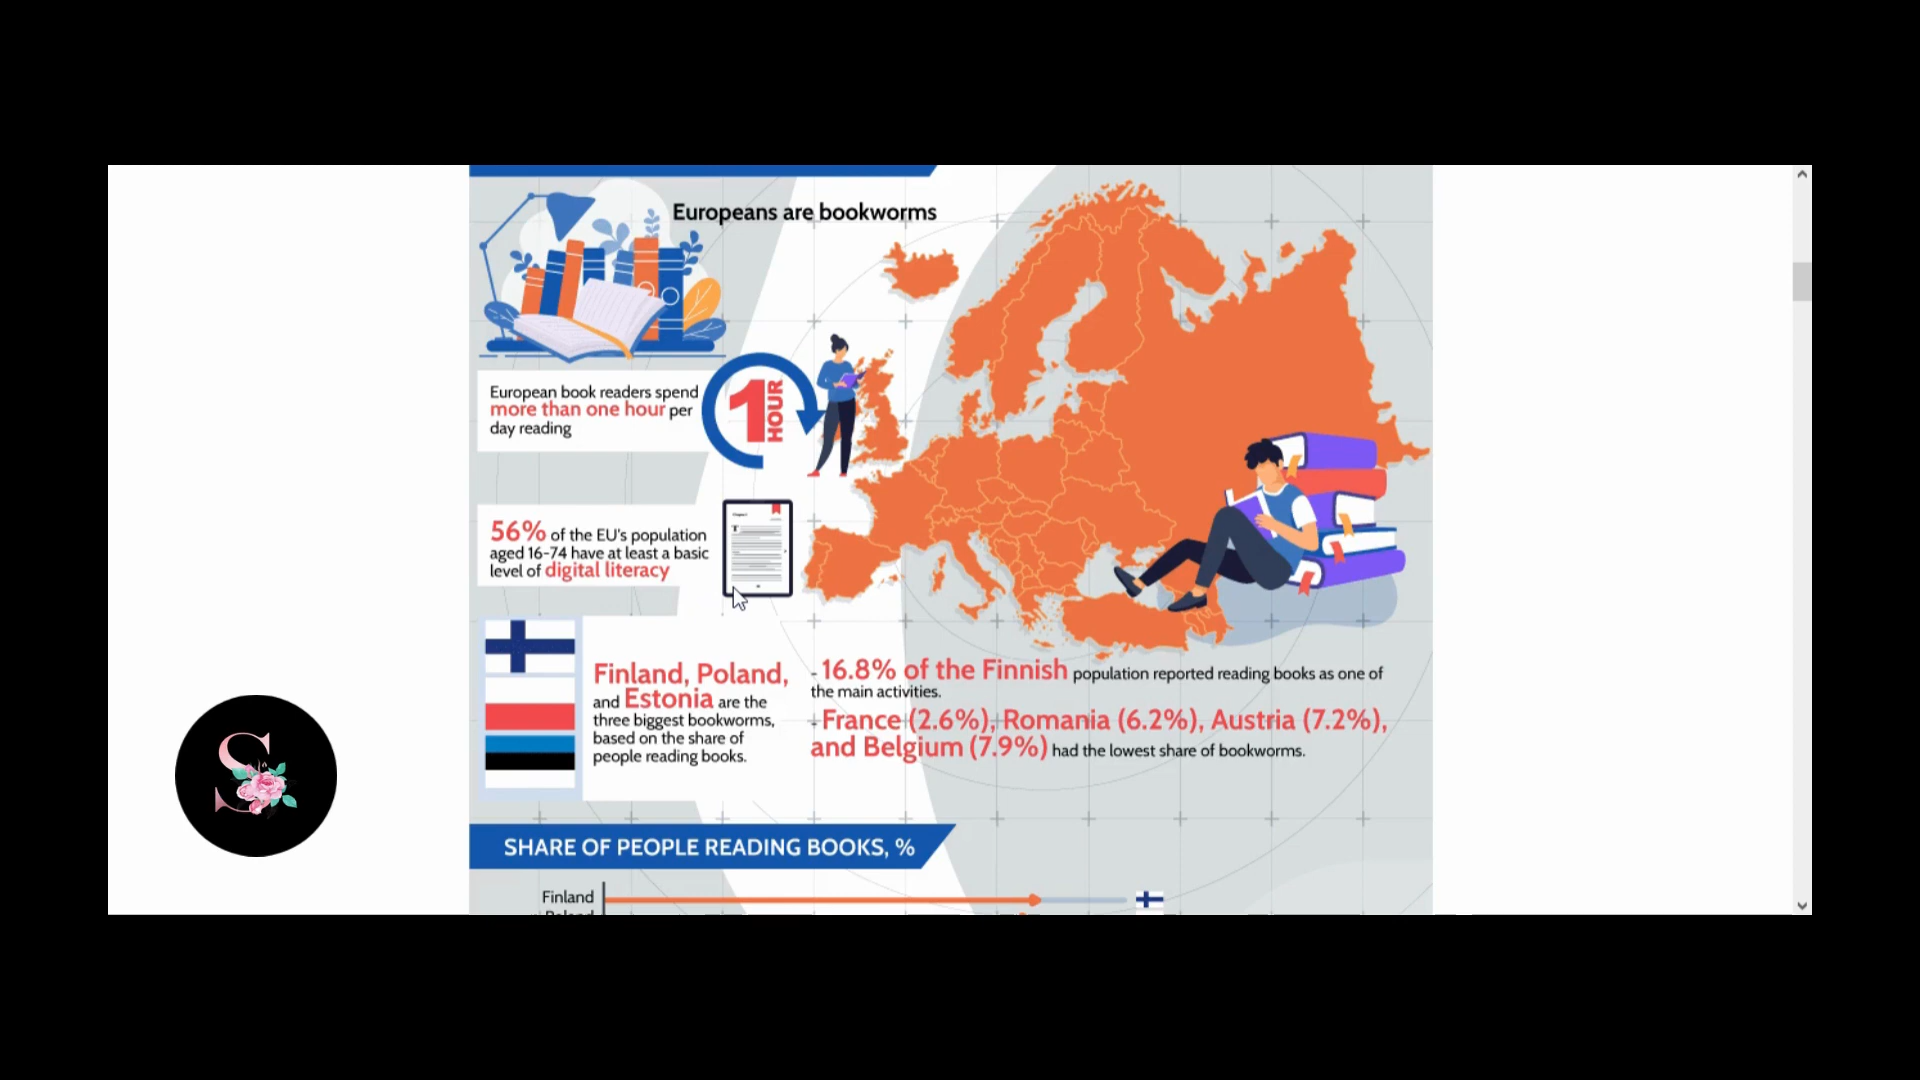 Europeans are bookworms
European book readers spend
more than one hour per
day reading
1 HOUR
56% of the EU's population
aged 16-74 have at least a basic
level of digital literacy
Finland, Poland,
and Estonia are the
three biggest bookworms,
based on the share of
people reading books.
- 16.8% of the Finnish population reported reading books as one of
the main activities.
- France (2.6%), Romania (6.2%), Austria (7.2%),
and Belgium (7.9%) had the lowest share of bookworms.
SHARE OF PEOPLE READING BOOKS, %
Finland
S